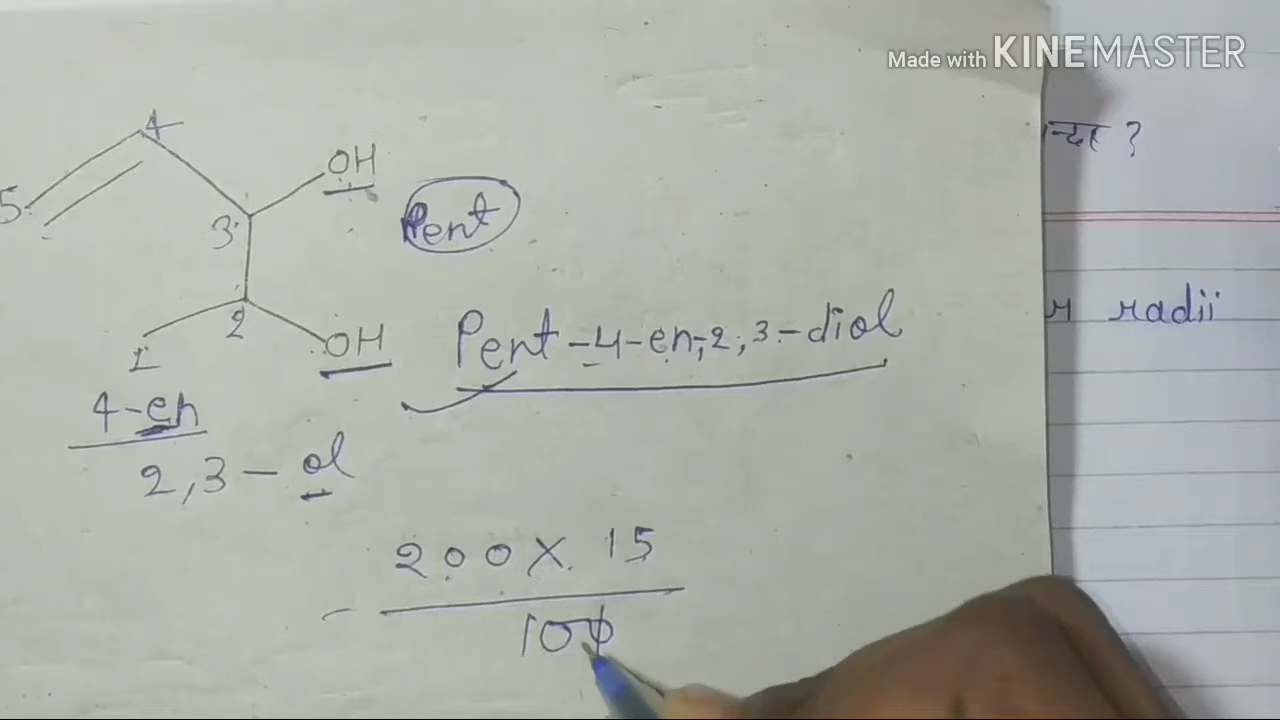 Made with KINEMASTER
4
5
OH
3
Pent
2
OH
1
Pent-4-en-2,3-diol
4-en
2,3-ol
200 X 15
100
radii